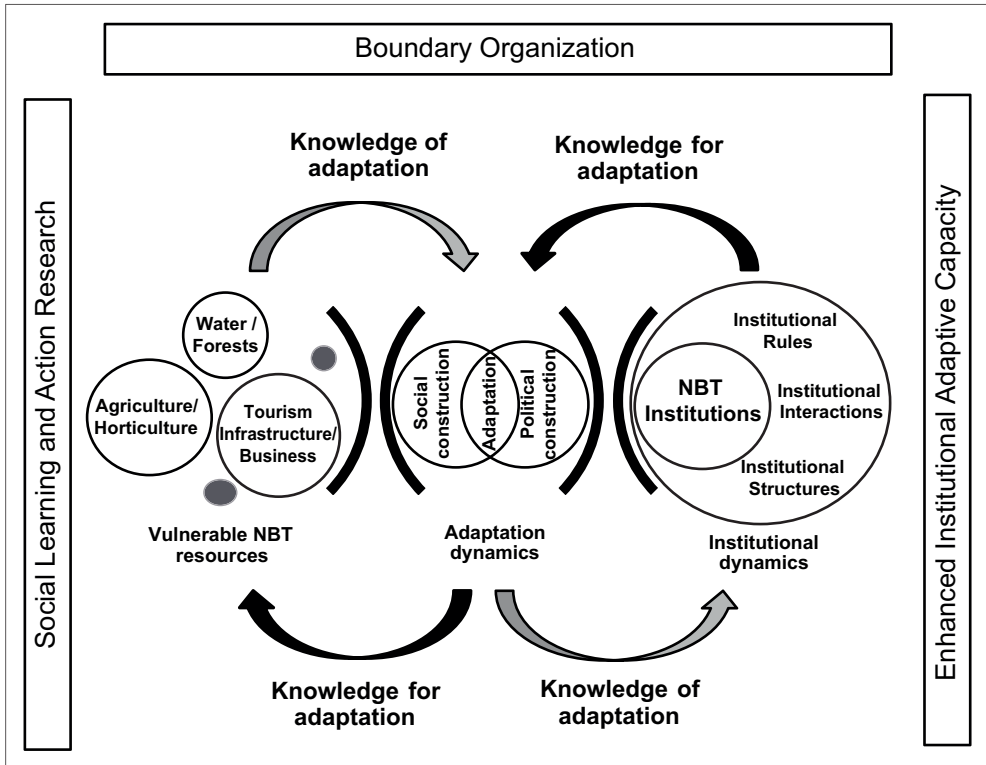 Boundary Organization
Social Learning and Action Research
Knowledge of
adaptation
Knowledge for
adaptation
Enhanced Institutional Adaptive Capacity
Water /
Forests
Agriculture/
Horticulture
Tourism
Infrastructure/
Business
Vulnerable NBT
resources
Social
construction
Adaptation
Political
construction
Adaptation
dynamics
Institutional
Rules
NBT
Institutions
Institutional
Interactions
Institutional
Structures
Institutional
dynamics
Knowledge for
adaptation
Knowledge of
adaptation